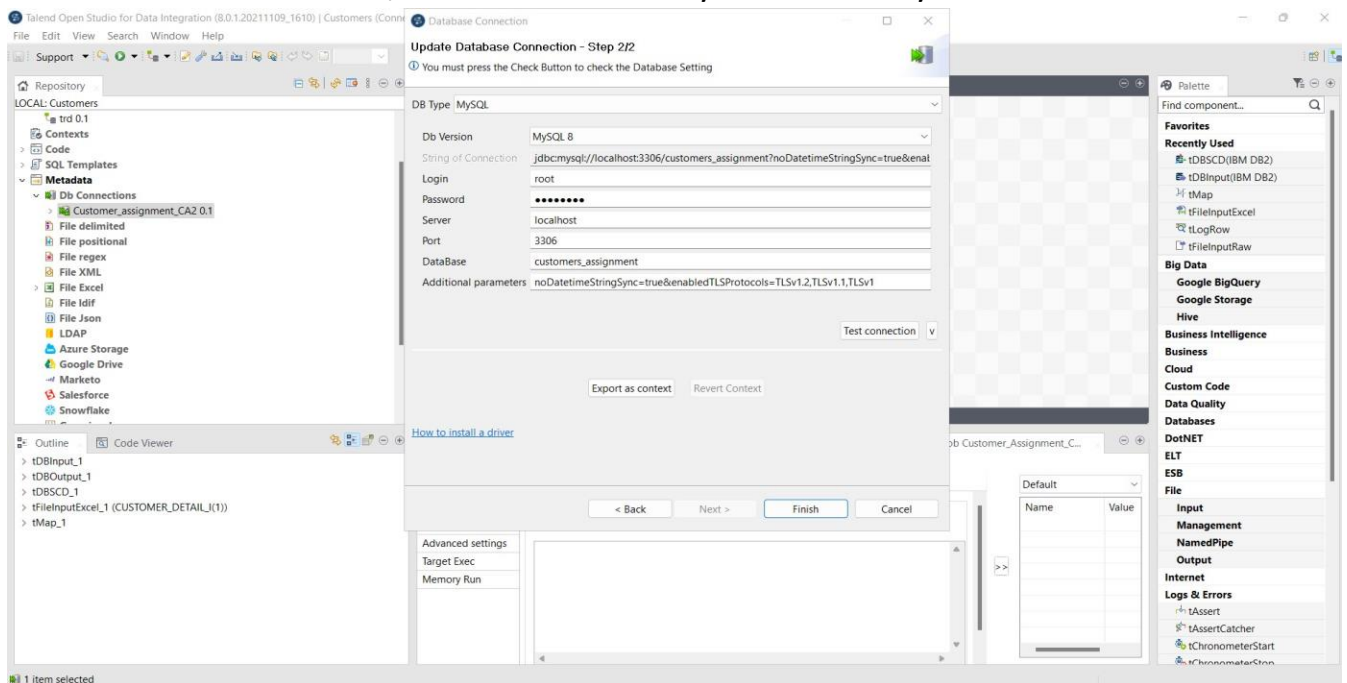 Talend Open Studio for Data Integration (8.0.1.20211109_1610) | Customers (Conne
File Edit View Search Window Help
Support
Repository
LOCAL: Customers
trd 0.1
Contexts
Code
SQL Templates
Metadata
Db Connections
Customer_assignment_CA2 0.1
File delimited
File positional
File regex
File XML
File Excel
File ldif
File Json
LDAP
Azure Storage
Google Drive
Marketo
Salesforce
Snowflake
Outline
Code Viewer
tDBInput_1
tDBOutput_1
tDBSCD_1
tFileInputExcel_1 (CUSTOMER_DETAIL_I(1))
tMap_1
1 item selected
Database Connection
Update Database Connection - Step 2/2
You must press the Check Button to check the Database Setting
DB Type MySQL
Db Version MySQL 8
String of Connection jdbc:mysql://localhost:3306/customers_assignment?noDatetimeStringSync=true&enabl
Login root
Password ●●●●●●●●
Server localhost
Port 3306
DataBase customers_assignment
Additional parameters noDatetimeStringSync=true&enabledTLSProtocols=TLSv1.2,TLSv1.1,TLSv1
Test connection v
Export as context Revert Context
How to install a driver
< Back Next > Finish Cancel
Advanced settings
Target Exec
Memory Run
ob Customer_Assignment_C...
Default
Name Value
>>
Palette
Find component...
Favorites
Recently Used
tDBSCD(IBM DB2)
tDBInput(IBM DB2)
tMap
tFileInputExcel
tLogRow
tFileInputRaw
Big Data
Google BigQuery
Google Storage
Hive
Business Intelligence
Business
Cloud
Custom Code
Data Quality
Databases
DotNET
ELT
ESB
File
Input
Management
NamedPipe
Output
Internet
Logs & Errors
tAssert
tAssertCatcher
tChronometerStart
tChronometerStop